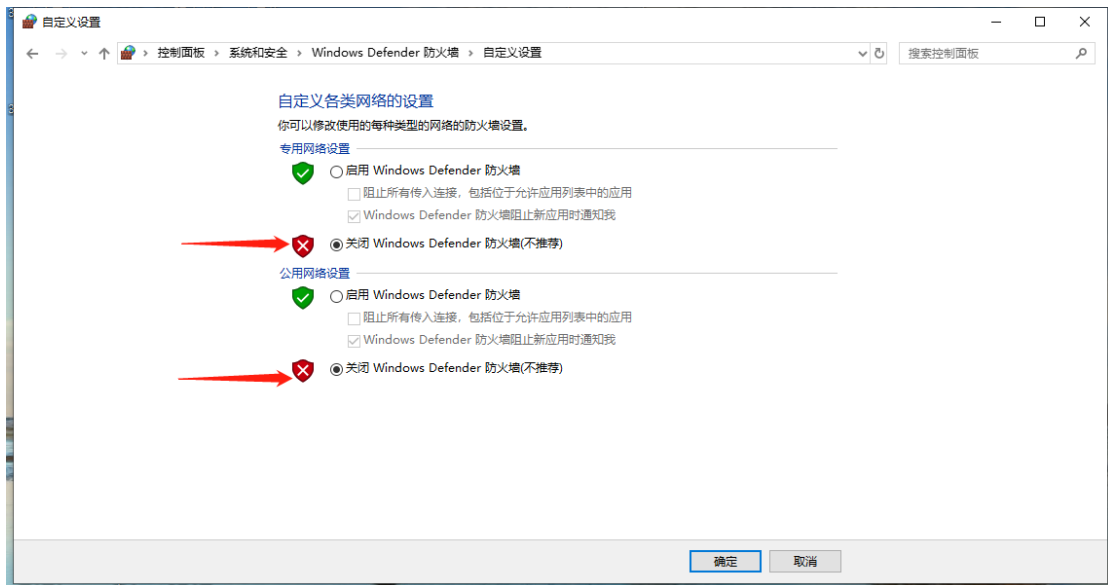 自定义设置
控制面板 › 系统和安全 › Windows Defender 防火墙 › 自定义设置
搜索控制面板
自定义各类网络的设置
你可以修改使用的每种类型的网络的防火墙设置。
专用网络设置
启用 Windows Defender 防火墙
阻止所有传入连接，包括位于允许应用列表中的应用
Windows Defender 防火墙阻止新应用时通知我
关闭 Windows Defender 防火墙(不推荐)
公用网络设置
启用 Windows Defender 防火墙
阻止所有传入连接，包括位于允许应用列表中的应用
Windows Defender 防火墙阻止新应用时通知我
关闭 Windows Defender 防火墙(不推荐)
确定
取消